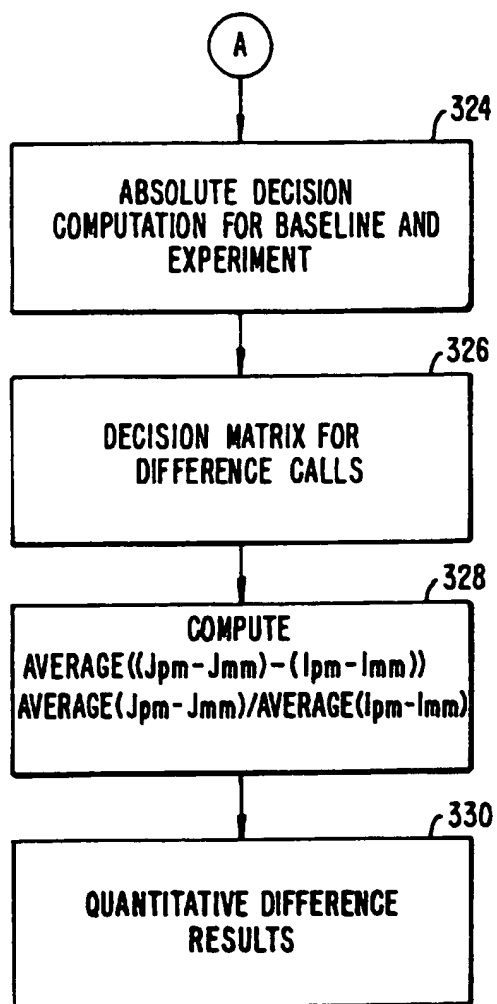 A
324
ABSOLUTE DECISION
COMPUTATION FOR BASELINE AND
EXPERIMENT
326
DECISION MATRIX FOR
DIFFERENCE CALLS
328
COMPUTE
AVERAGE((Jpm-Jmm)-(Ipm-Imm))
AVERAGE(Jpm-Jmm)/AVERAGE(Ipm-Imm)
330
QUANTITATIVE DIFFERENCE
RESULTS